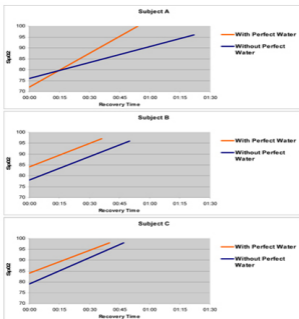 Subject A
100
95
90
85
80
75
70
SpO2
00:00 00:15 00:30 00:45 01:00 01:15 01:30
Recovery Time
With Perfect Water
Without Perfect
Water
Subject B
100
95
90
85
80
75
70
SpO2
00:00 00:15 00:30 00:45 01:00 01:15 01:30
Recovery Time
With Perfect Water
Without Perfect
Water
Subject C
100
95
90
85
80
75
70
SpO2
00:00 00:15 00:30 00:45 01:00 01:15 01:30
Recovery Time
With Perfect Water
Without Perfect
Water